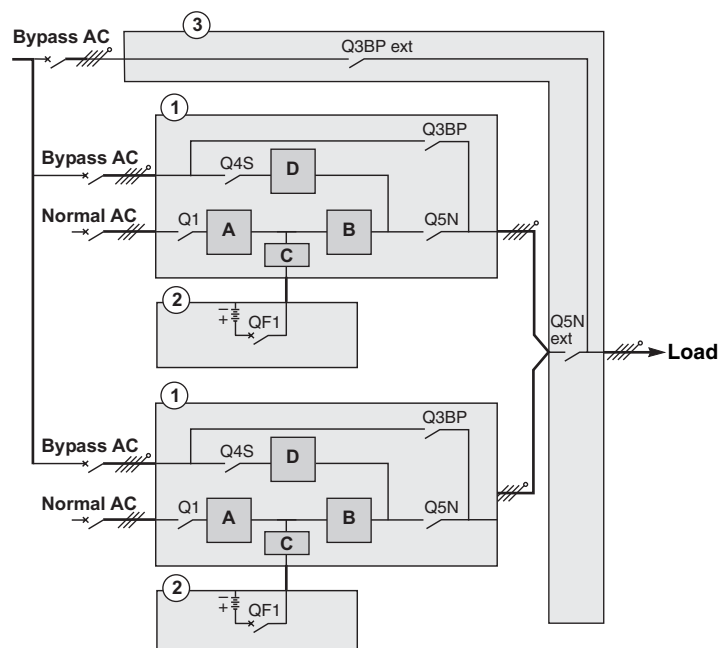 3
Bypass AC
Q3BP ext
1
Q3BP
Bypass AC
Q4S
D
Normal AC
Q1
A
B
Q5N
C
2
− +
QF1
Q5N
ext
Load
1
Q3BP
Bypass AC
Q4S
D
Normal AC
Q1
A
B
Q5N
C
2
− +
QF1